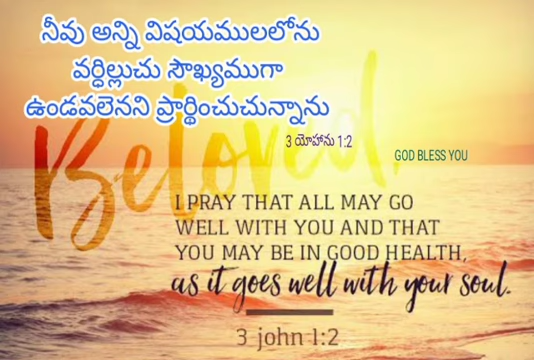 నీవు అన్ని విషయములలోను
వర్ధిల్లుచు సౌఖ్యముగా
ఉండవలెనని ప్రార్థించుచున్నాను
3 యోహాను 1:2
GOD BLESS YOU
Beloved,
I PRAY THAT ALL MAY GO
WELL WITH YOU AND THAT
YOU MAY BE IN GOOD HEALTH,
as it goes well with your soul.
3 john 1:2